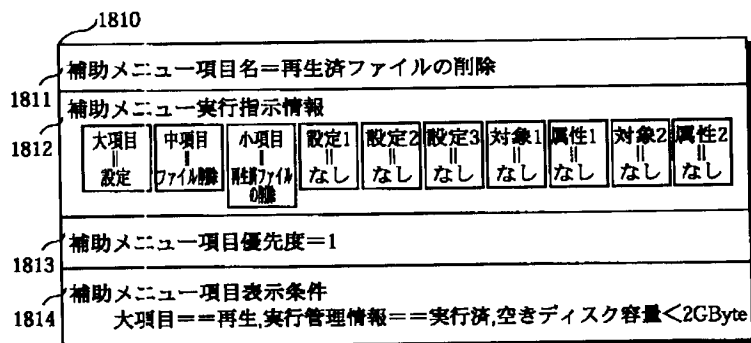 1810
1811
補助メニュー項目名=再生済ファイルの削除
1812
補助メニュー実行指示情報
大項目 = 設定
中項目 = ファイル削除
小項目 = 再生済ファイルの削除
設定1 = なし
設定2 = なし
設定3 = なし
対象1 = なし
属性1 = なし
対象2 = なし
属性2 = なし
1813
補助メニュー項目優先度=1
1814
補助メニュー項目表示条件
大項目==再生,実行管理情報==実行済,空きディスク容量<2GByte